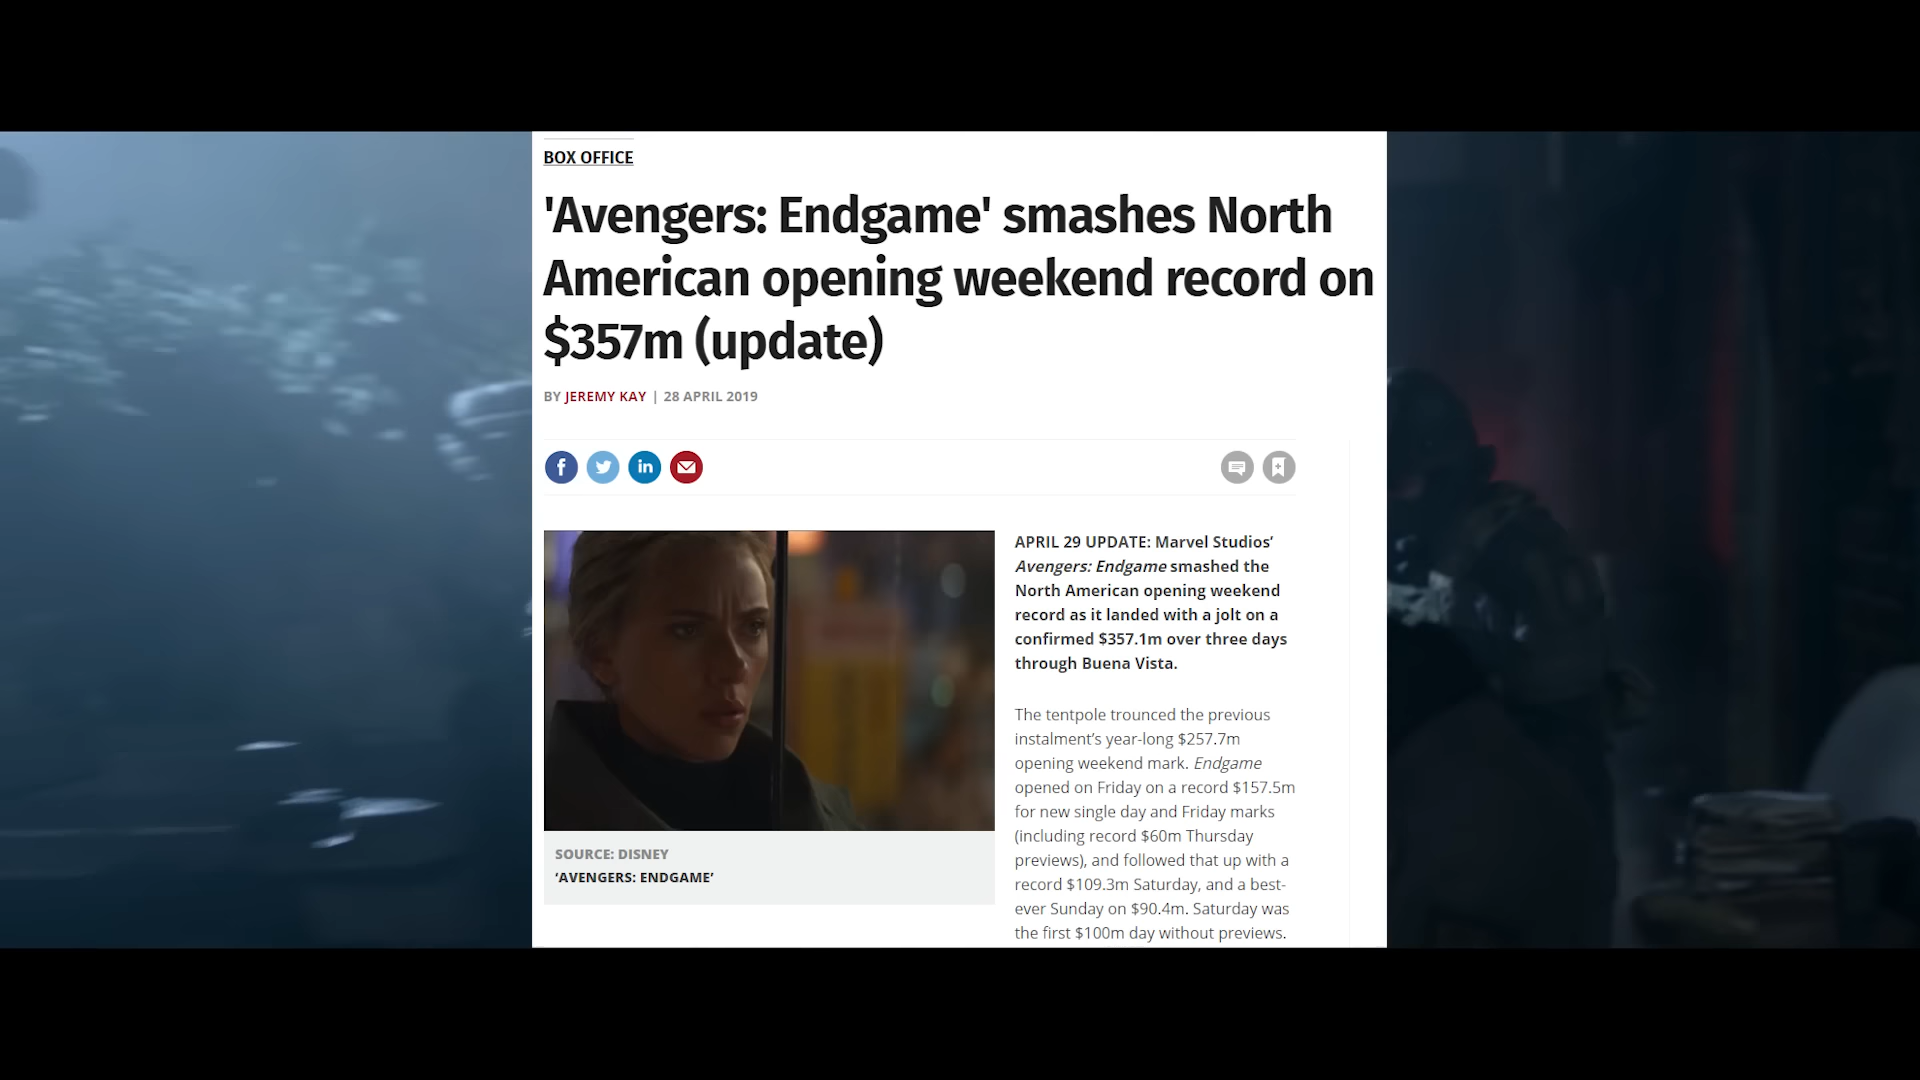 BOX OFFICE
'Avengers: Endgame' smashes North
American opening weekend record on
$357m (update)
BY JEREMY KAY | 28 APRIL 2019
f in
APRIL 29 UPDATE: Marvel Studios’
Avengers: Endgame smashed the
North American opening weekend
record as it landed with a jolt on a
confirmed $357.1m over three days
through Buena Vista.
The tentpole trounced the previous
instalment’s year-long $257.7m
opening weekend mark. Endgame
opened on Friday on a record $157.5m
for new single day and Friday marks
(including record $60m Thursday
previews), and followed that up with a
record $109.3m Saturday, and a best-
ever Sunday on $90.4m. Saturday was
the first $100m day without previews.
SOURCE: DISNEY
‘AVENGERS: ENDGAME’